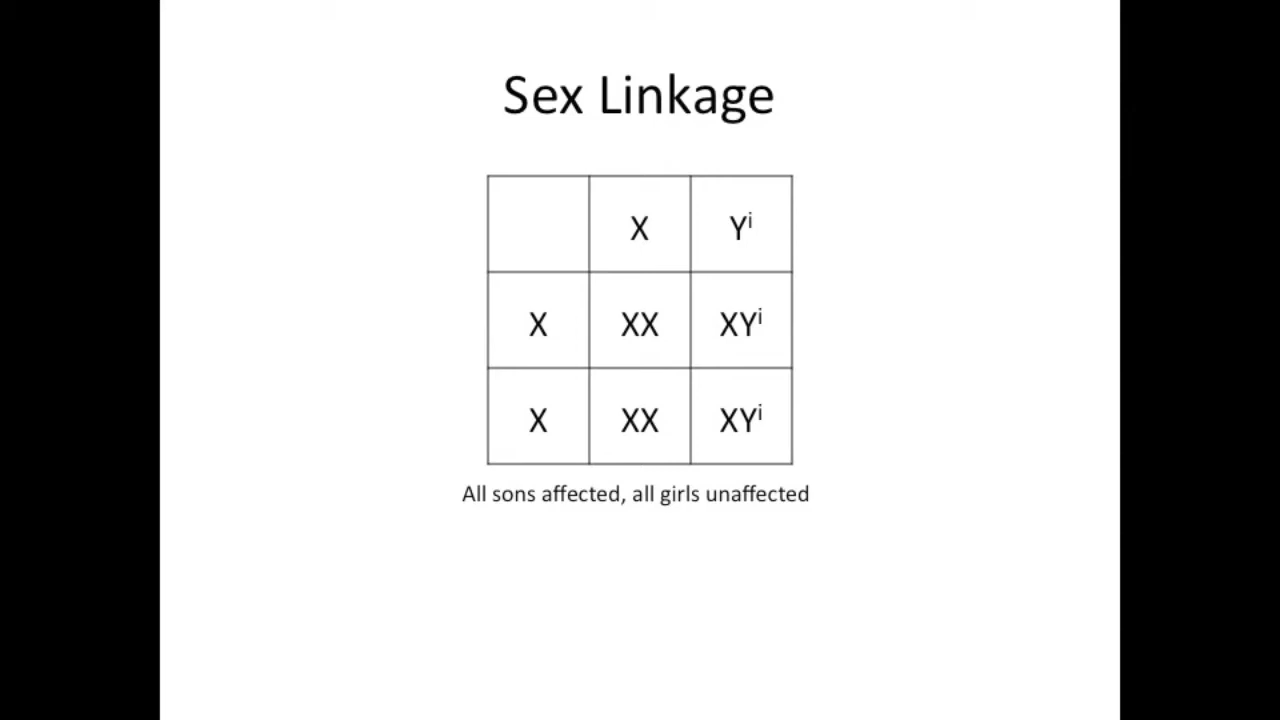 Sex Linkage
X Yⁱ
X XX XYⁱ
X XX XYⁱ
All sons affected, all girls unaffected